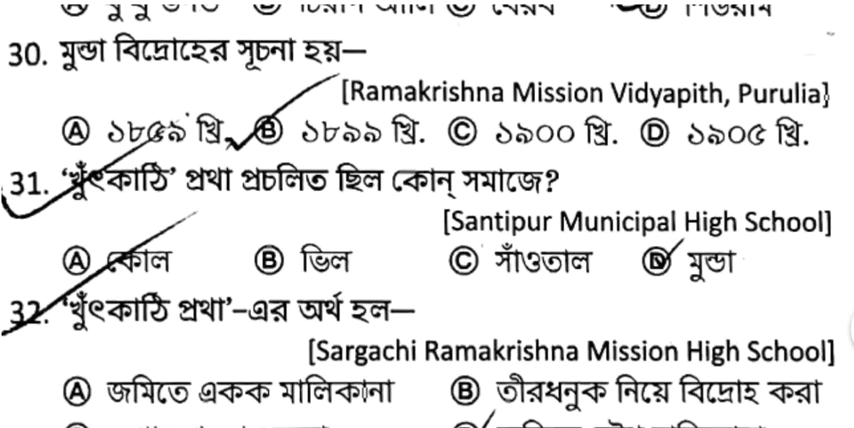 30. মুন্ডা বিদ্রোহের সূচনা হয়—
[Ramakrishna Mission Vidyapith, Purulia]
Ⓐ ১৮৫৯ খ্রি. Ⓑ ১৮৯৯ খ্রি. Ⓒ ১৯০০ খ্রি. Ⓓ ১৯০৫ খ্রি.
31. ‘খুঁৎকাঠি’ প্রথা প্রচলিত ছিল কোন্ সমাজে?
[Santipur Municipal High School]
Ⓐ কোল Ⓑ ভিল Ⓒ সাঁওতাল Ⓓ মুন্ডা
32. ‘খুঁৎকাঠি প্রথা’-এর অর্থ হল—
[Sargachi Ramakrishna Mission High School]
Ⓐ জমিতে একক মালিকানা Ⓑ তীরধনুক নিয়ে বিদ্রোহ করা